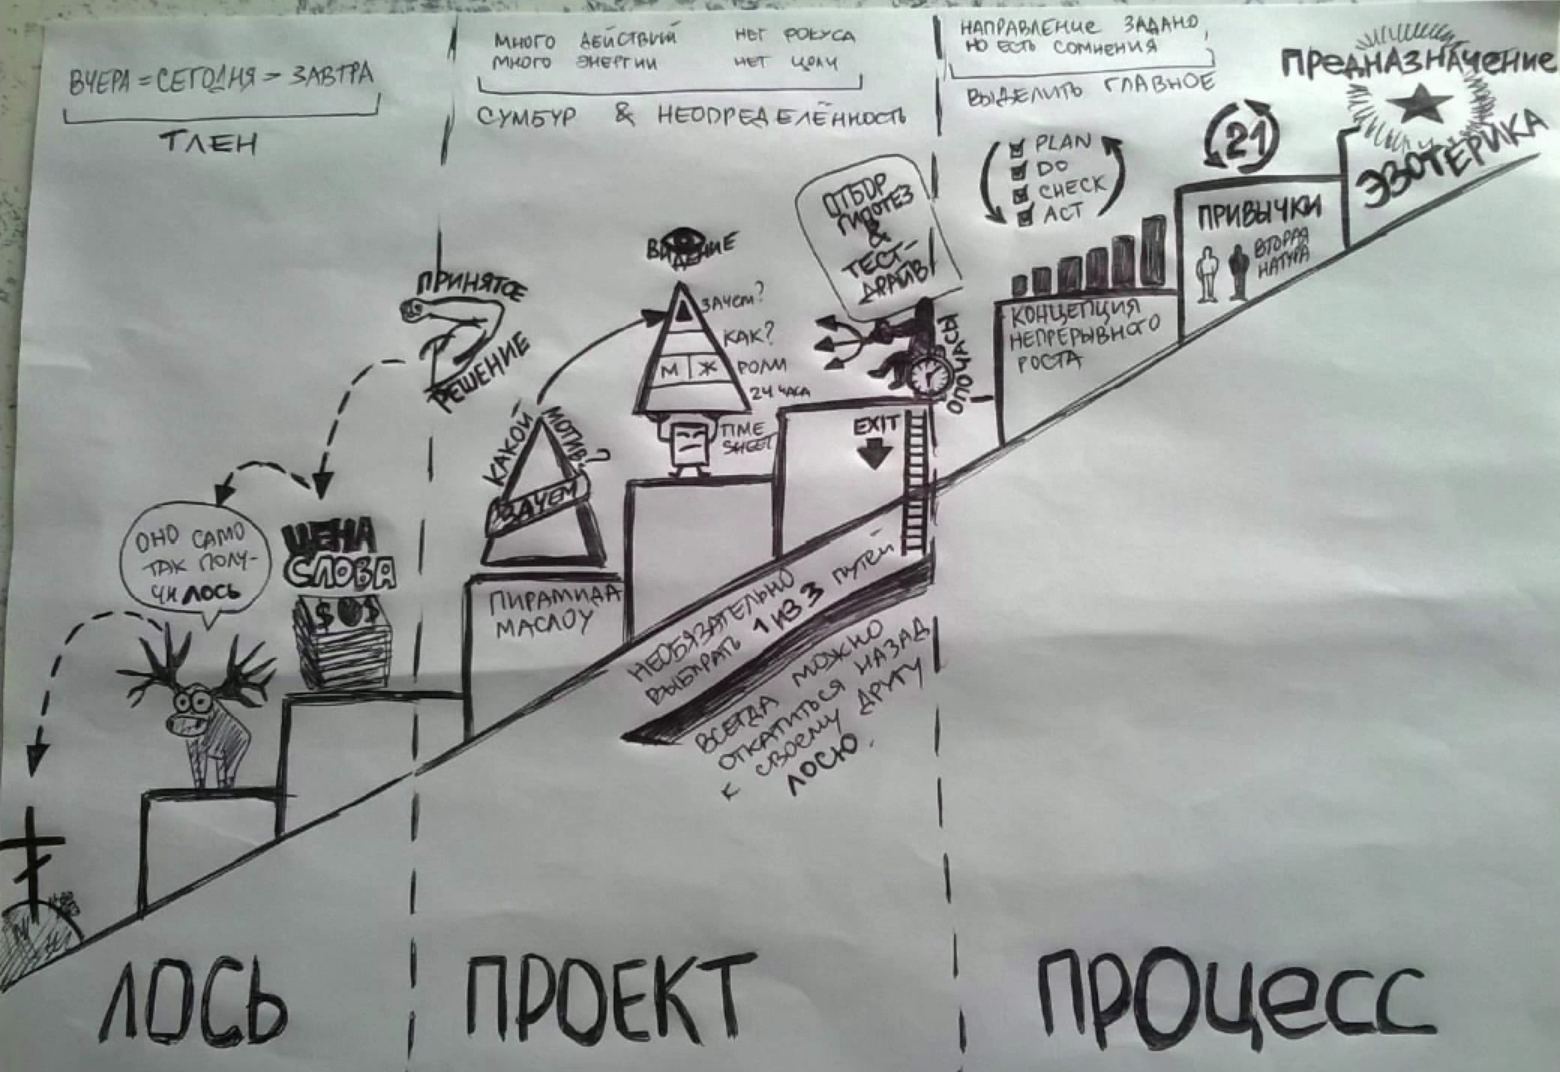 ВЧЕРА = СЕГОДНЯ = ЗАВТРА
ТЛЕН
МНОГО ДЕЙСТВИЙ НЕТ ФОКУСА
МНОГО ЭНЕРГИИ НЕТ ЦЕЛИ
СУМБУР & НЕОПРЕДЕЛЁННОСТЬ
НАПРАВЛЕНИЕ ЗАДАНО,
НО ЕСТЬ СОМНЕНИЯ
ВЫДЕЛИТЬ ГЛАВНОЕ
ПРЕДНАЗНАЧЕНИЕ
ЭЗОТЕРИКА
21
ПРИВЫЧКИ
ВТОРАЯ
НАТУРА
PLAN
DO
CHECK
ACT
КОНЦЕПЦИЯ
НЕПРЕРЫВНОГО
РОСТА
ОТБОР
ГИПОТЕЗ
&
ТЕСТ-
ДРАЙВ
ОДНОЧАСЫ
EXIT
ВИДЕНИЕ
ЗАЧЕМ?
КАК?
М Ж РОЛИ
24 ЧАСА
TIME
SHEET
КАКОЙ
МОТИВ?
ЗАЧЕМ
ПИРАМИДА
МАСЛОУ
ПРИНЯТОЕ
РЕШЕНИЕ
ЦЕНА
СЛОВА
$ $
ОНО САМО
ТАК ПОЛУ-
ЧИЛОСЬ
НЕОБЯЗАТЕЛЬНО
ВЫБИРАТЬ 1 ИЗ 3 ПУТЕЙ
ВСЕГДА МОЖНО
ОТКАТИТЬСЯ НАЗАД
К СВОЕМУ ДРУГУ
ЛОСЮ.
ЛОСЬ
ПРОЕКТ
ПРОЦЕСС